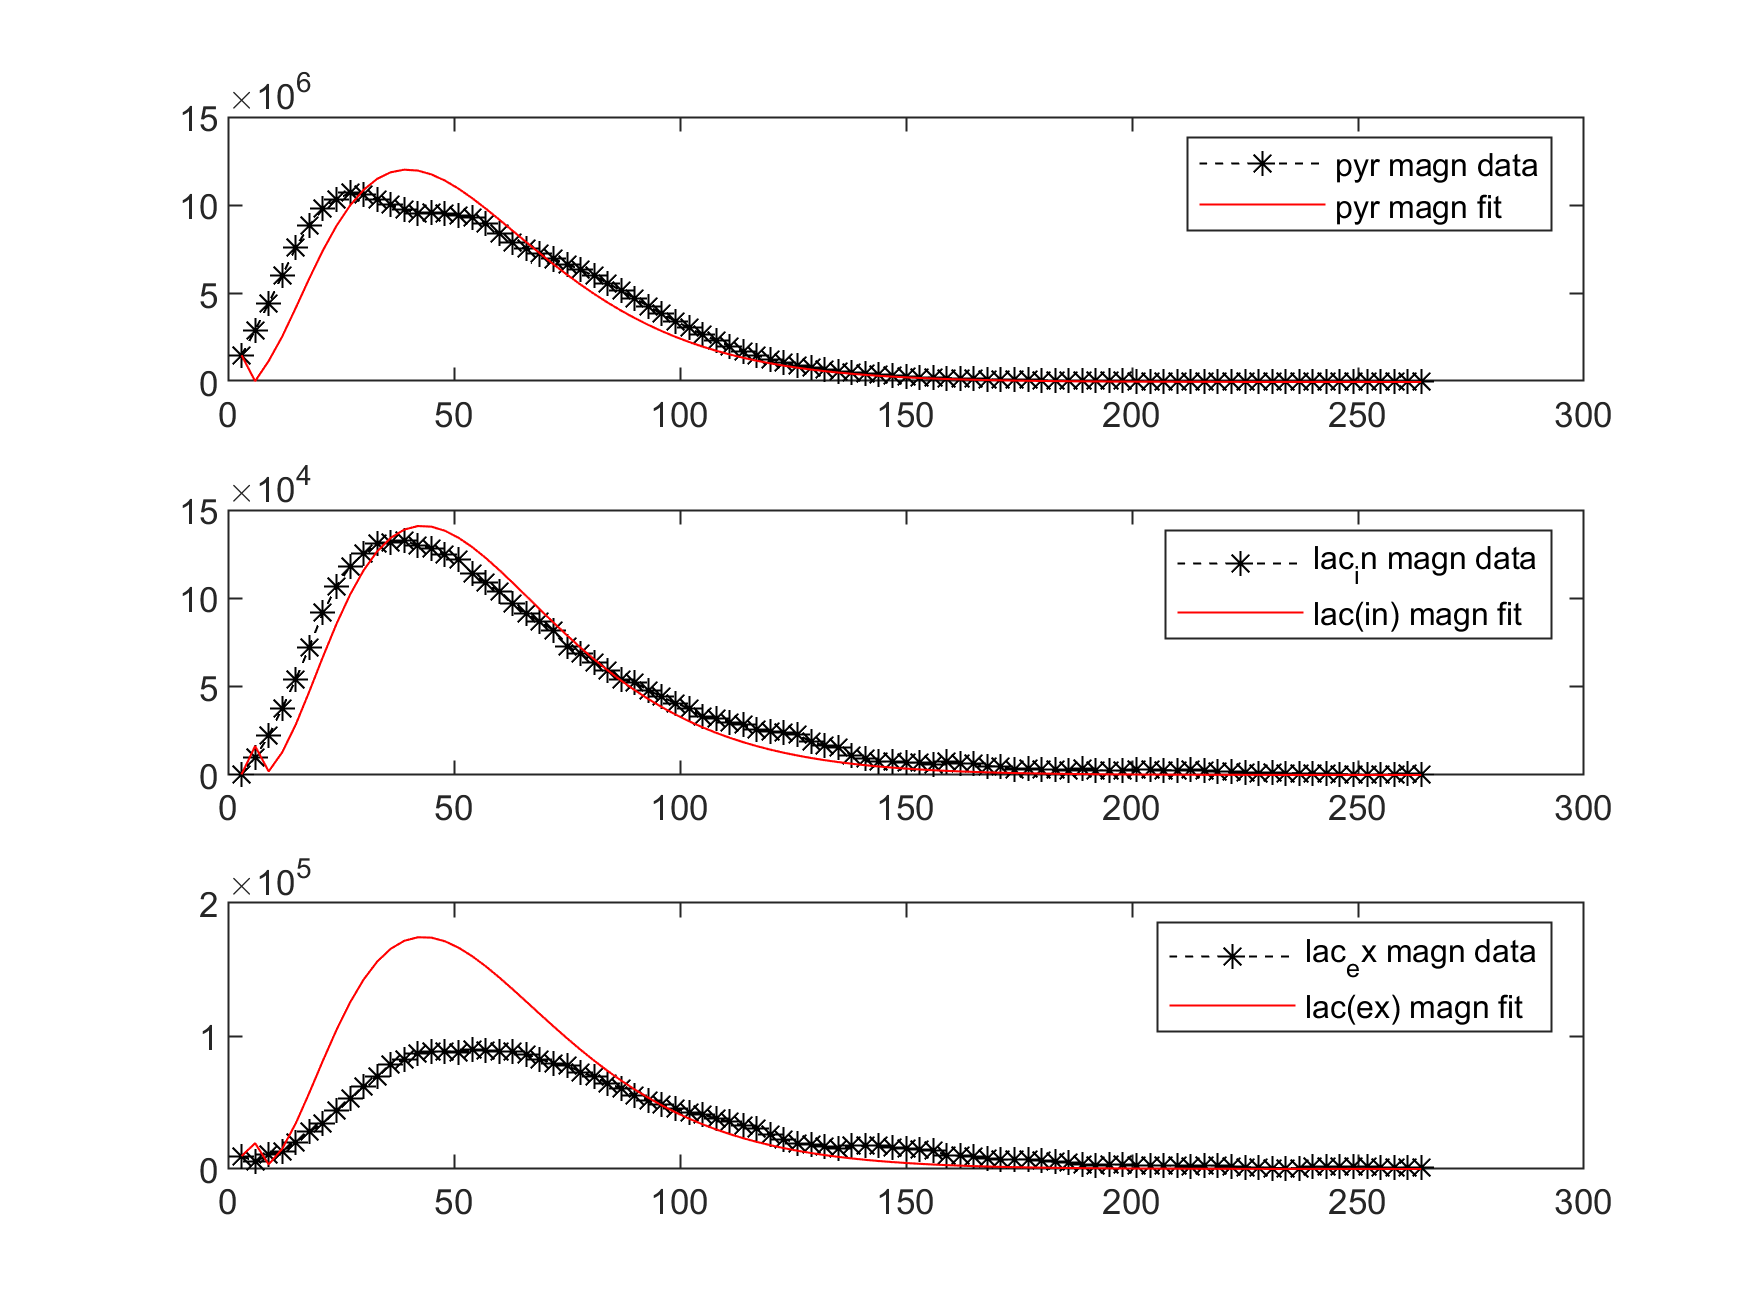 ×10^6
15
10
5
0
0 50 100 150 200 250 300
pyr magn data
pyr magn fit
×10^4
15
10
5
0
0 50 100 150 200 250 300
lac_in magn data
lac(in) magn fit
×10^5
2
1
0
0 50 100 150 200 250 300
lac_ex magn data
lac(ex) magn fit